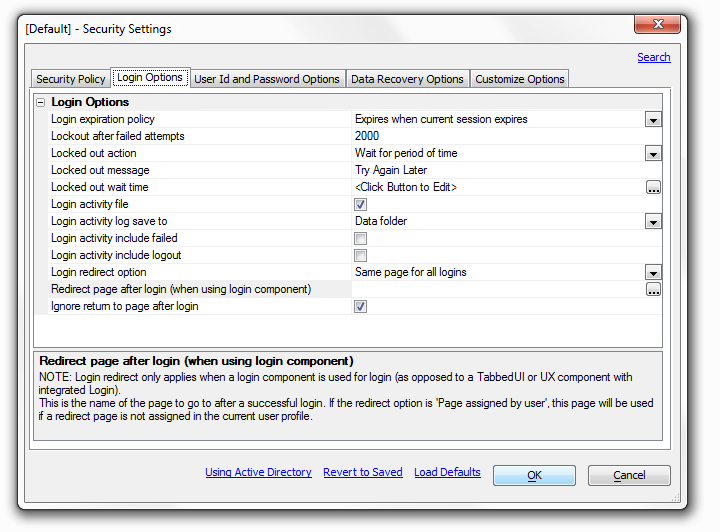 [Default] - Security Settings
Search
Security Policy Login Options User Id and Password Options Data Recovery Options Customize Options
Login Options
Login expiration policy Expires when current session expires
Lockout after failed attempts 2000
Locked out action Wait for period of time
Locked out message Try Again Later
Locked out wait time <Click Button to Edit> ...
Login activity file
Login activity log save to Data folder
Login activity include failed
Login activity include logout
Login redirect option Same page for all logins
Redirect page after login (when using login component) ...
Ignore return to page after login
Redirect page after login (when using login component)
NOTE: Login redirect only applies when a login component is used for login (as opposed to a TabbedUI or UX component with
integrated Login).
This is the name of the page to go to after a successful login. If the redirect option is 'Page assigned by user', this page will be used
if a redirect page is not assigned in the current user profile.
Using Active Directory Revert to Saved Load Defaults OK Cancel